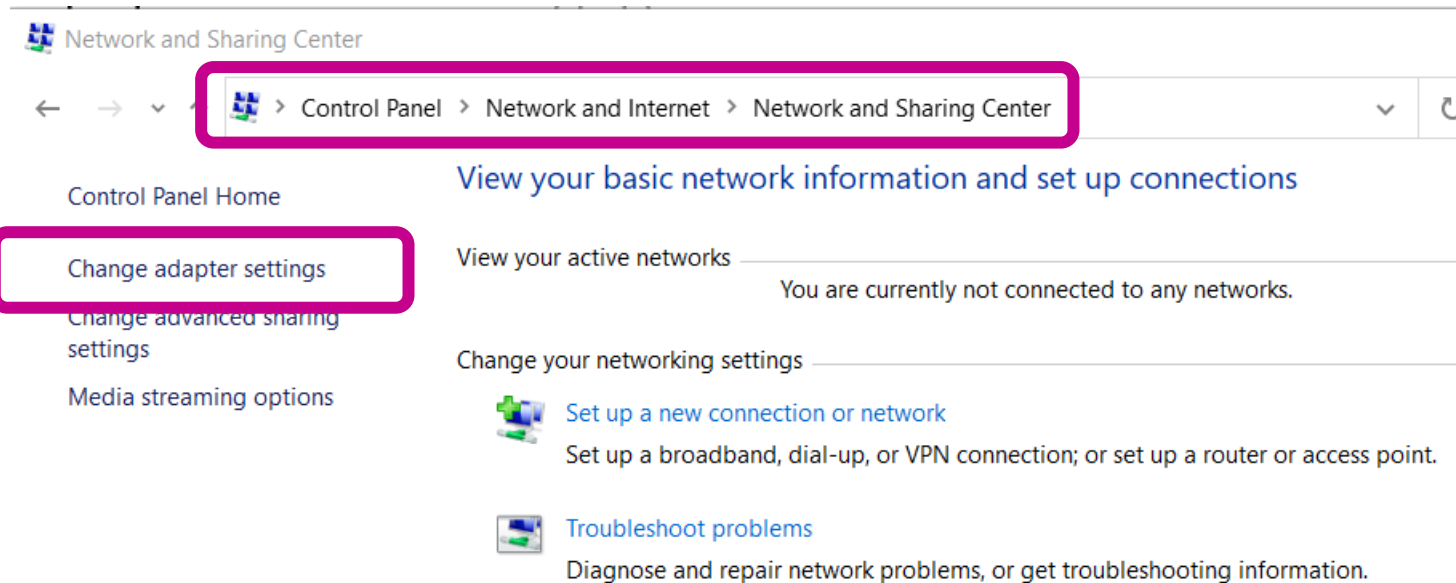 Network and Sharing Center
Control Panel > Network and Internet > Network and Sharing Center
Control Panel Home
Change adapter settings
Change advanced sharing
settings
Media streaming options
View your basic network information and set up connections
View your active networks
You are currently not connected to any networks.
Change your networking settings
Set up a new connection or network
Set up a broadband, dial-up, or VPN connection; or set up a router or access point.
Troubleshoot problems
Diagnose and repair network problems, or get troubleshooting information.